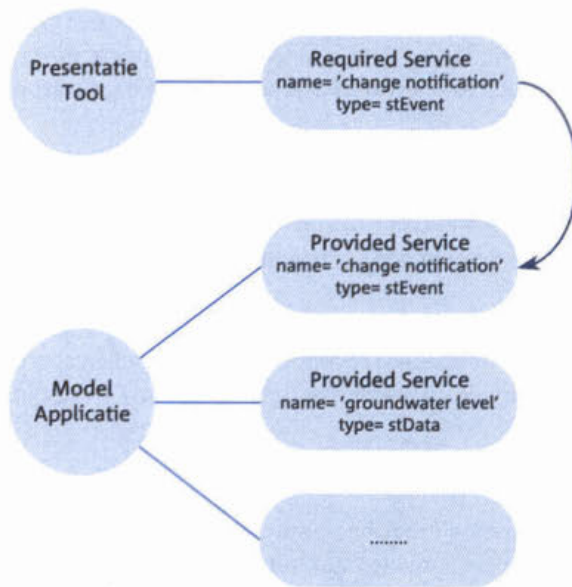 Presentatie
Tool
Required Service
name= 'change notification'
type= stEvent
Provided Service
name= 'change notification'
type= stEvent
Model
Applicatie
Provided Service
name= 'groundwater level'
type= stData
........